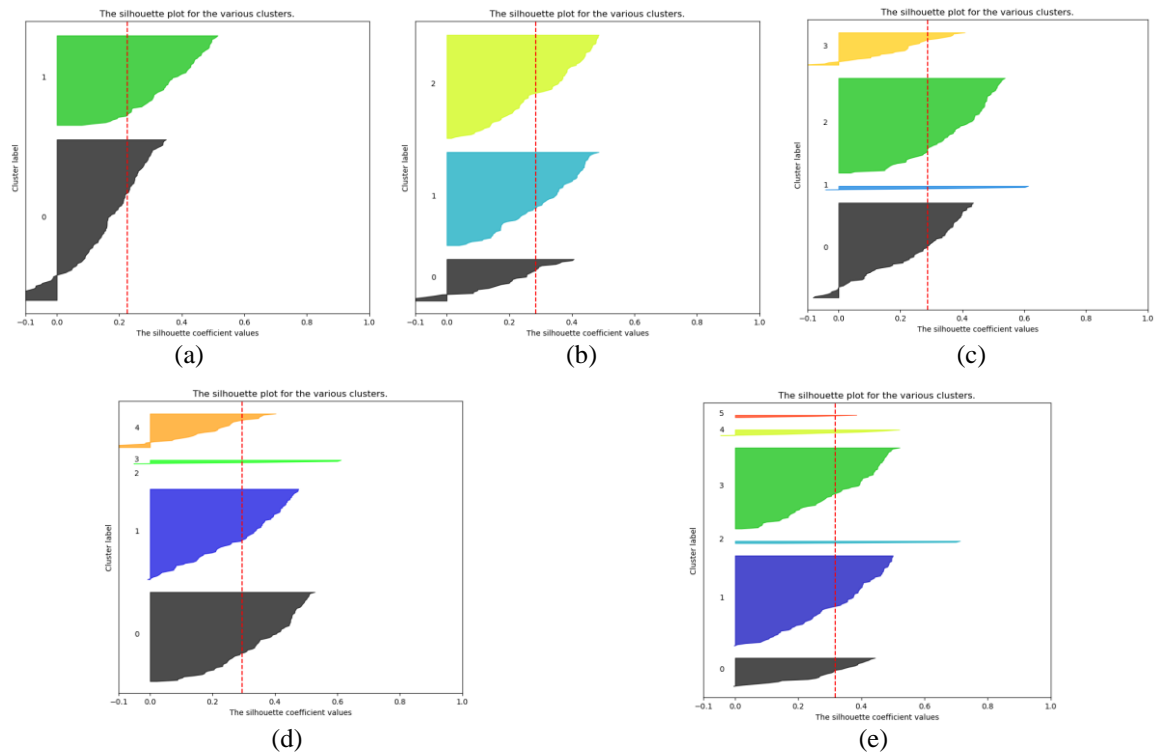 The silhouette plot for the various clusters.
1
0
Cluster label
−0.1 0.0 0.2 0.4 0.6 0.8 1.0
The silhouette coefficient values
(a)
The silhouette plot for the various clusters.
2
1
0
Cluster label
−0.1 0.0 0.2 0.4 0.6 0.8 1.0
The silhouette coefficient values
(b)
The silhouette plot for the various clusters.
3
2
1
0
Cluster label
−0.1 0.0 0.2 0.4 0.6 0.8 1.0
The silhouette coefficient values
(c)
The silhouette plot for the various clusters.
4
3
2
1
0
Cluster label
−0.1 0.0 0.2 0.4 0.6 0.8 1.0
The silhouette coefficient values
(d)
The silhouette plot for the various clusters.
5
4
3
2
1
0
Cluster label
−0.1 0.0 0.2 0.4 0.6 0.8 1.0
The silhouette coefficient values
(e)